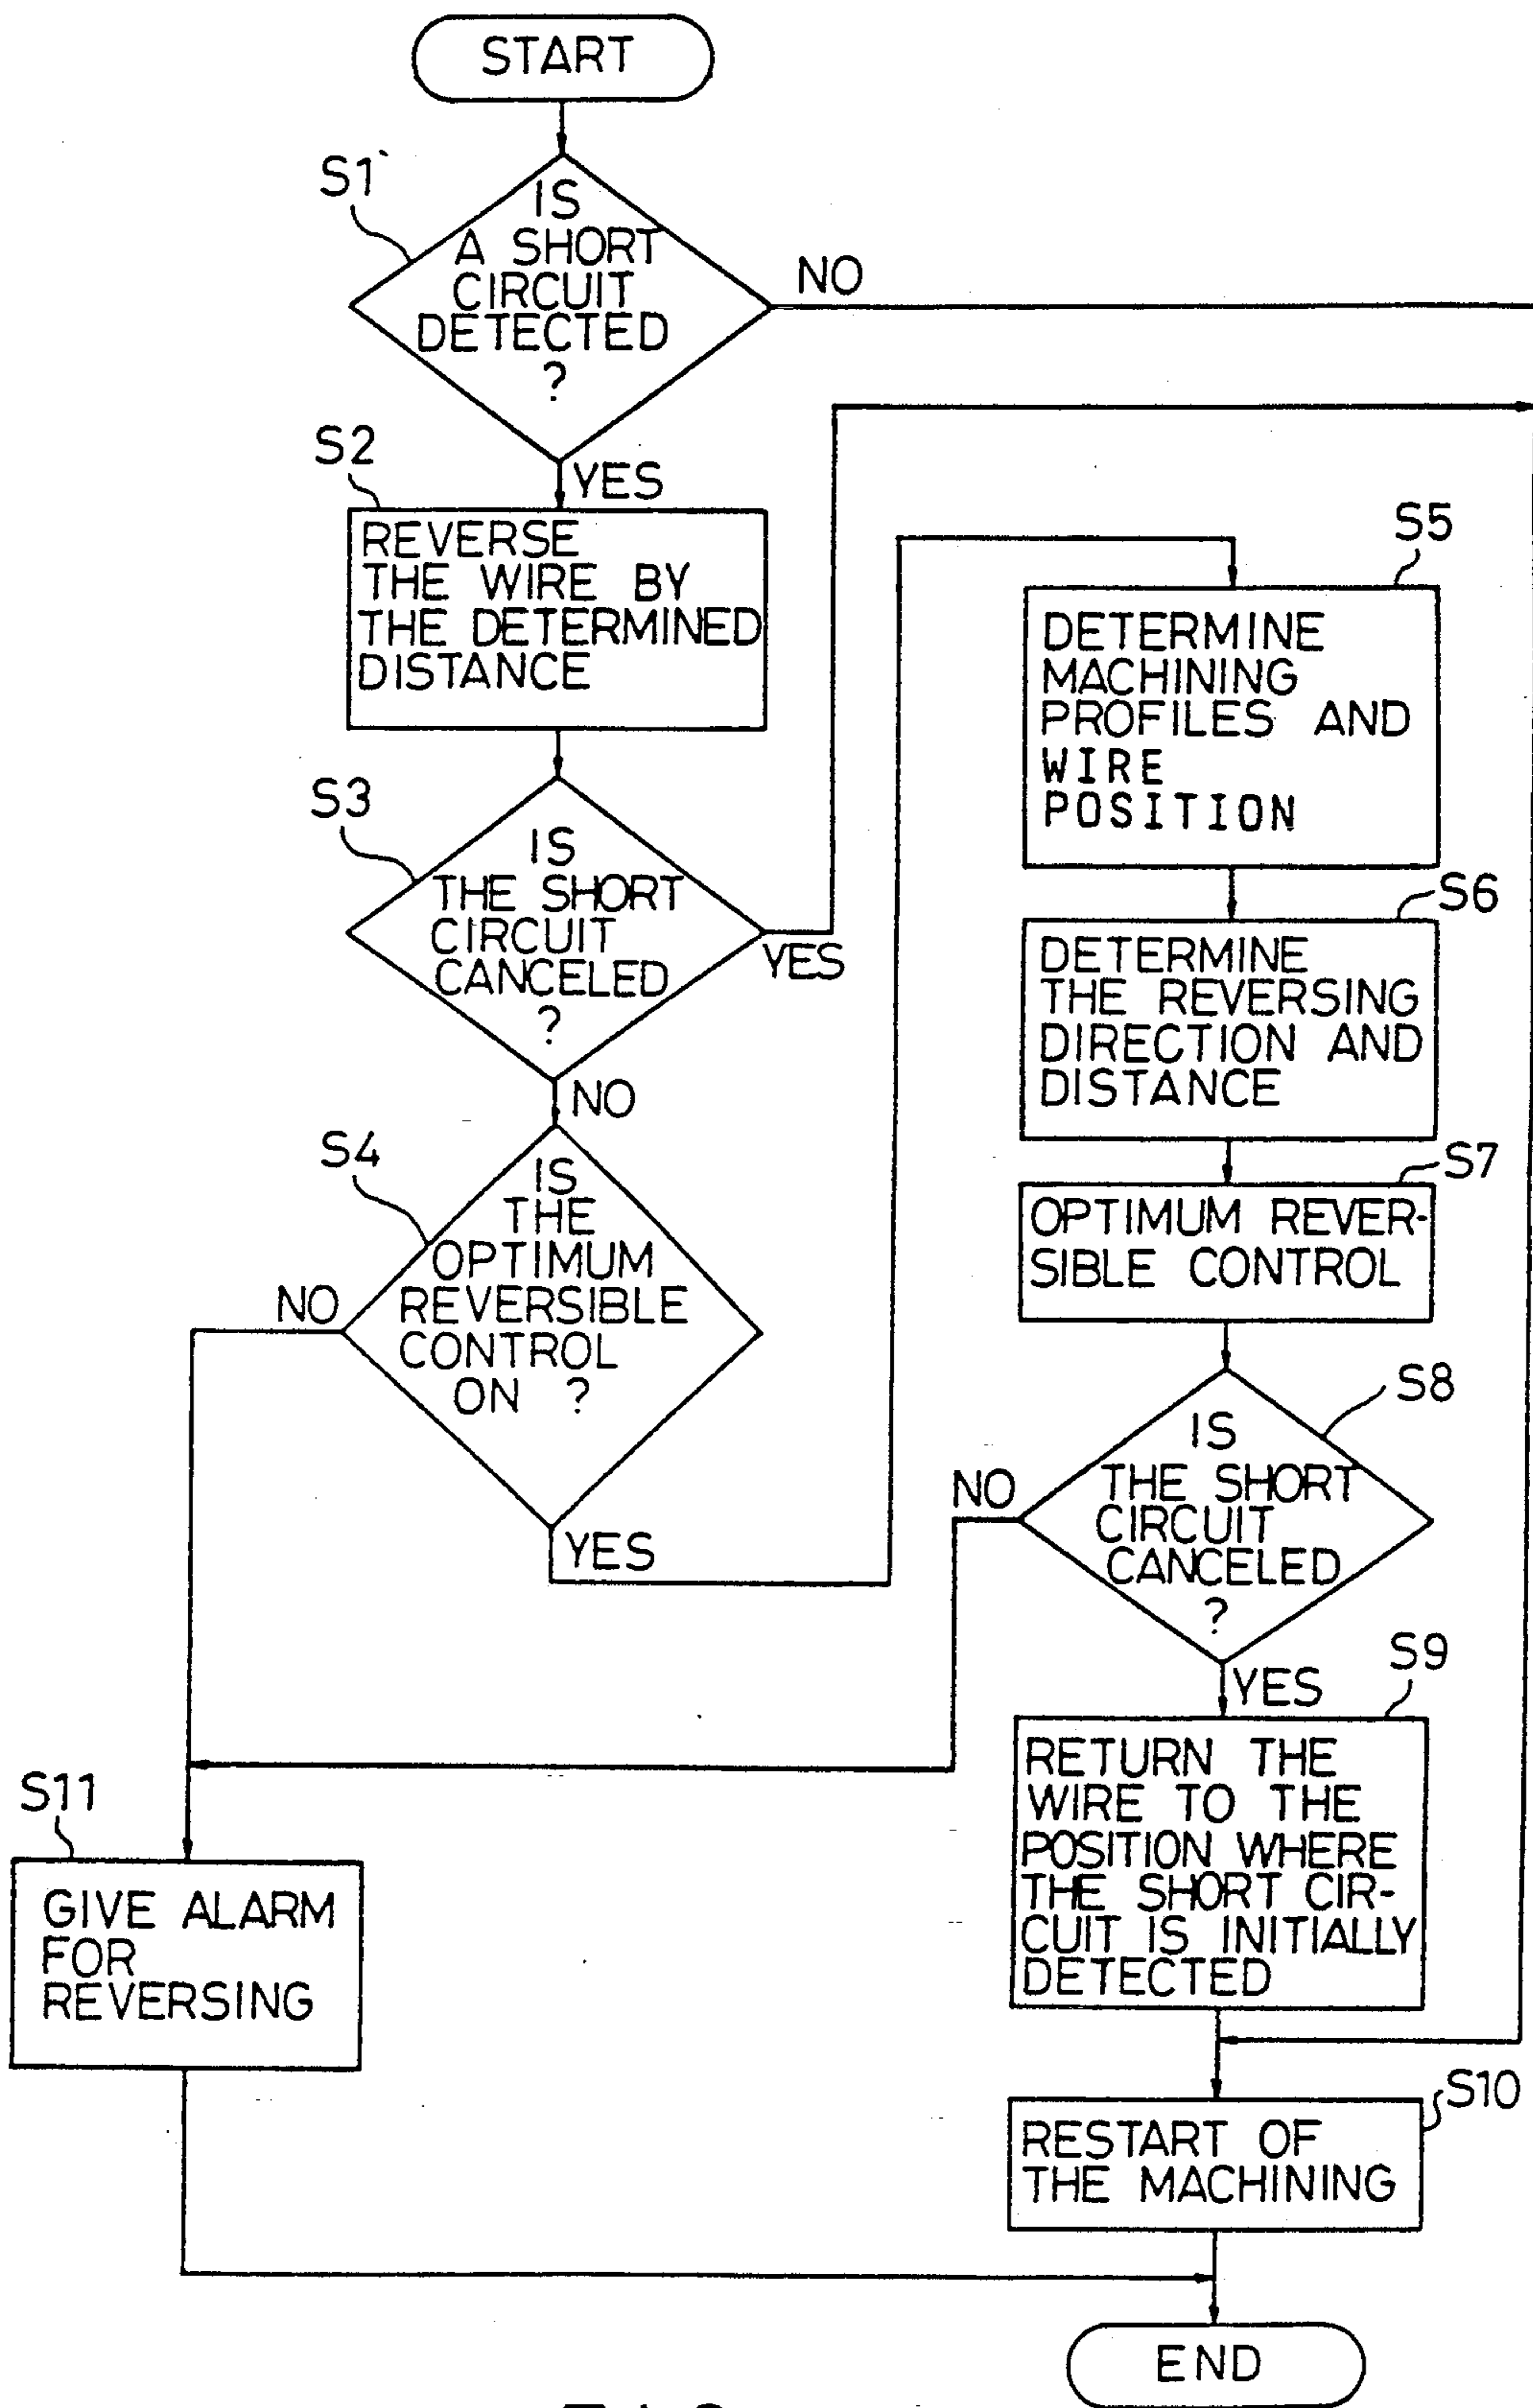 START
S1
IS
A SHORT
CIRCUIT
DETECTED
?
NO
YES
S2
REVERSE
THE WIRE BY
THE DETERMINED
DISTANCE
S3
IS
THE SHORT
CIRCUIT
CANCELED
?
YES
NO
S4
IS
THE
OPTIMUM
REVERSIBLE
CONTROL
ON ?
NO
YES
S5
DETERMINE
MACHINING
PROFILES AND
WIRE
POSITION
S6
DETERMINE
THE REVERSING
DIRECTION AND
DISTANCE
S7
OPTIMUM REVER-
SIBLE CONTROL
S8
IS
THE SHORT
CIRCUIT
CANCELED
?
NO
YES
S9
RETURN THE
WIRE TO THE
POSITION WHERE
THE SHORT CIR-
CUIT IS INITIALLY
DETECTED
S10
RESTART OF
THE MACHINING
S11
GIVE ALARM
FOR
REVERSING
END